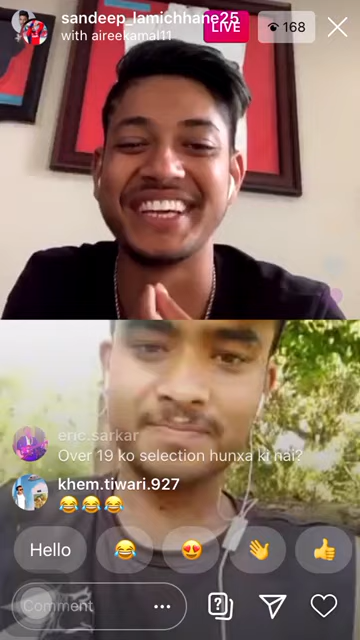 sandeep_lamichhane25
with aireekamal11
LIVE
168
eric.sarkar
Over 19 ko selection hunxa ki nai?
khem.tiwari.927
😂😂😂
Hello 😂 😍 👋 👍
Comment